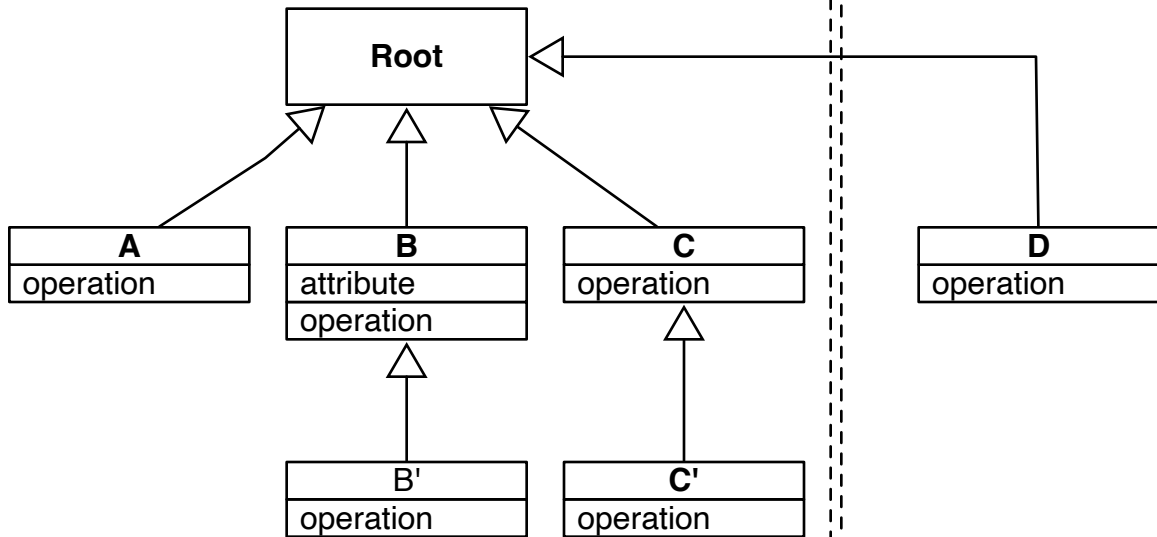 Root
A
operation
B
attribute
operation
C
operation
D
operation
B'
operation
C'
operation